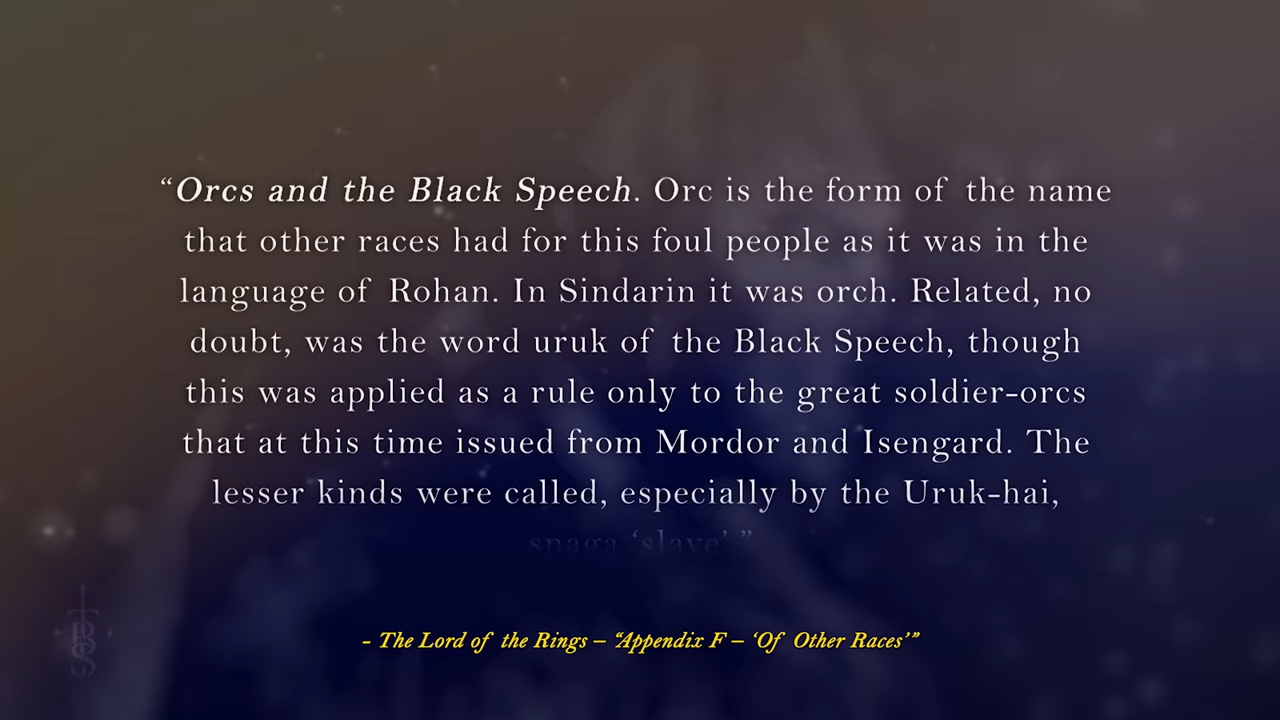 “Orcs and the Black Speech. Orc is the form of the name
that other races had for this foul people as it was in the
language of Rohan. In Sindarin it was orch. Related, no
doubt, was the word uruk of the Black Speech, though
this was applied as a rule only to the great soldier-orcs
that at this time issued from Mordor and Isengard. The
lesser kinds were called, especially by the Uruk-hai,
snaga ‘slave’.”
– The Lord of the Rings – “Appendix F – ‘Of Other Races’”